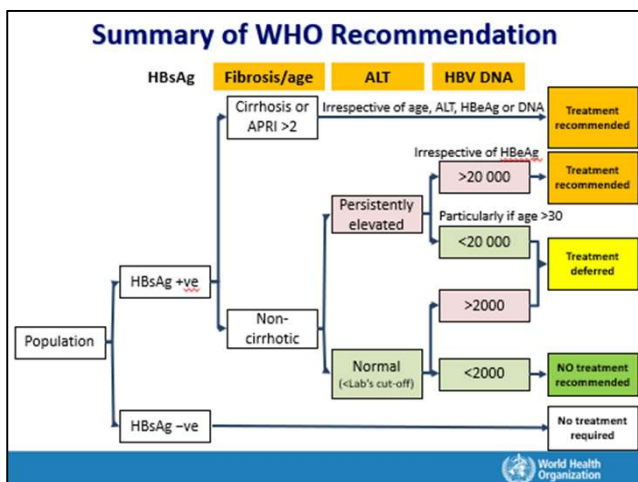 Summary of WHO Recommendation
HBsAg
Fibrosis/age
ALT
HBV DNA
Cirrhosis or
APRI >2
Irrespective of age, ALT, HBeAg or DNA
Treatment
recommended
Irrespective of HBeAg
>20 000
Treatment
recommended
Persistently
elevated
Particularly if age >30
<20 000
Treatment
deferred
HBsAg +ve
>2000
Non-
cirrhotic
Population
Normal
(<Lab's cut-off)
<2000
NO treatment
recommended
HBsAg –ve
No treatment
required
World Health
Organization